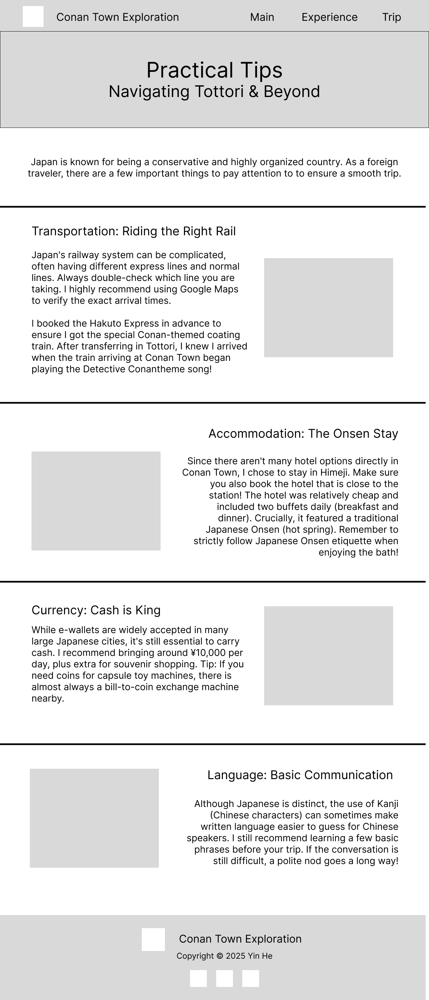 Conan Town Exploration
Main
Experience
Trip
Practical Tips
Navigating Tottori & Beyond
Japan is known for being a conservative and highly organized country. As a foreign
traveler, there are a few important things to pay attention to to ensure a smooth trip.
Transportation: Riding the Right Rail
Japan's railway system can be complicated,
often having different express lines and normal
lines. Always double-check which line you are
taking. I highly recommend using Google Maps
to verify the exact arrival times.
I booked the Hakuto Express in advance to
ensure I got the special Conan-themed coating
train. After transferring in Tottori, I knew I arrived
when the train arriving at Conan Town began
playing the Detective Conantheme song!
Accommodation: The Onsen Stay
Since there aren't many hotel options directly in
Conan Town, I chose to stay in Himeji. Make sure
you also book the hotel that is close to the
station! The hotel was relatively cheap and
included two buffets daily (breakfast and
dinner). Crucially, it featured a traditional
Japanese Onsen (hot spring). Remember to
strictly follow Japanese Onsen etiquette when
enjoying the bath!
Currency: Cash is King
While e-wallets are widely accepted in many
large Japanese cities, it's still essential to carry
cash. I recommend bringing around ¥10,000 per
day, plus extra for souvenir shopping. Tip: If you
need coins for capsule toy machines, there is
almost always a bill-to-coin exchange machine
nearby.
Language: Basic Communication
Although Japanese is distinct, the use of Kanji
(Chinese characters) can sometimes make
written language easier to guess for Chinese
speakers. I still recommend learning a few basic
phrases before your trip. If the conversation is
still difficult, a polite nod goes a long way!
Conan Town Exploration
Copyright © 2025 Yin He